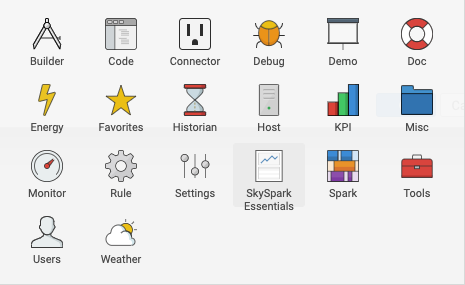 Builder Code Connector Debug Demo Doc
Energy Favorites Historian Host KPI Misc
Monitor Rule Settings SkySpark Essentials Spark Tools
Users Weather